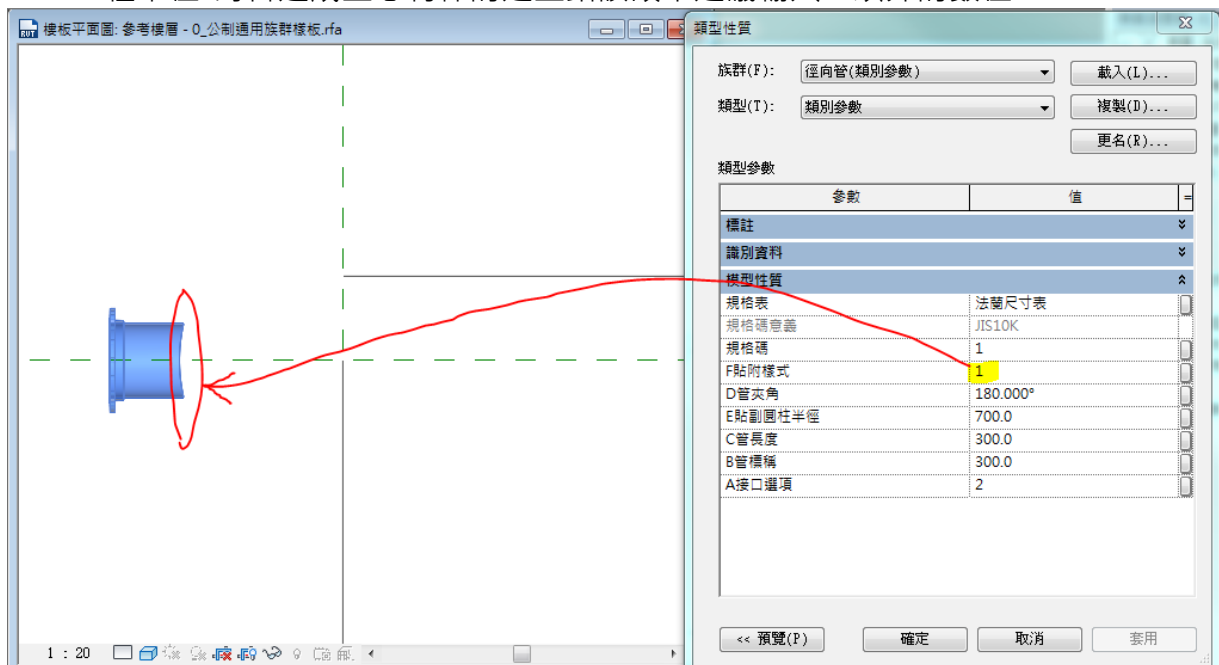 樓板平面圖: 參考樓層 - 0_公制通用族群樣板.rfa
類型性質
族群(F):
徑向管(類別參數)
載入(L)...
類型(T):
類別參數
複製(D)...
更名(R)...
類型參數
參數
值
=
標註
識別資料
模型性質
規格表
法蘭尺寸表
規格碼意義
JIS10K
規格碼
1
F貼附樣式
1
D管夾角
180.000°
E貼副圓柱半徑
700.0
C管長度
300.0
B管標稱
300.0
A接口選項
2
1 : 20
<< 預覽(P)
確定
取消
套用